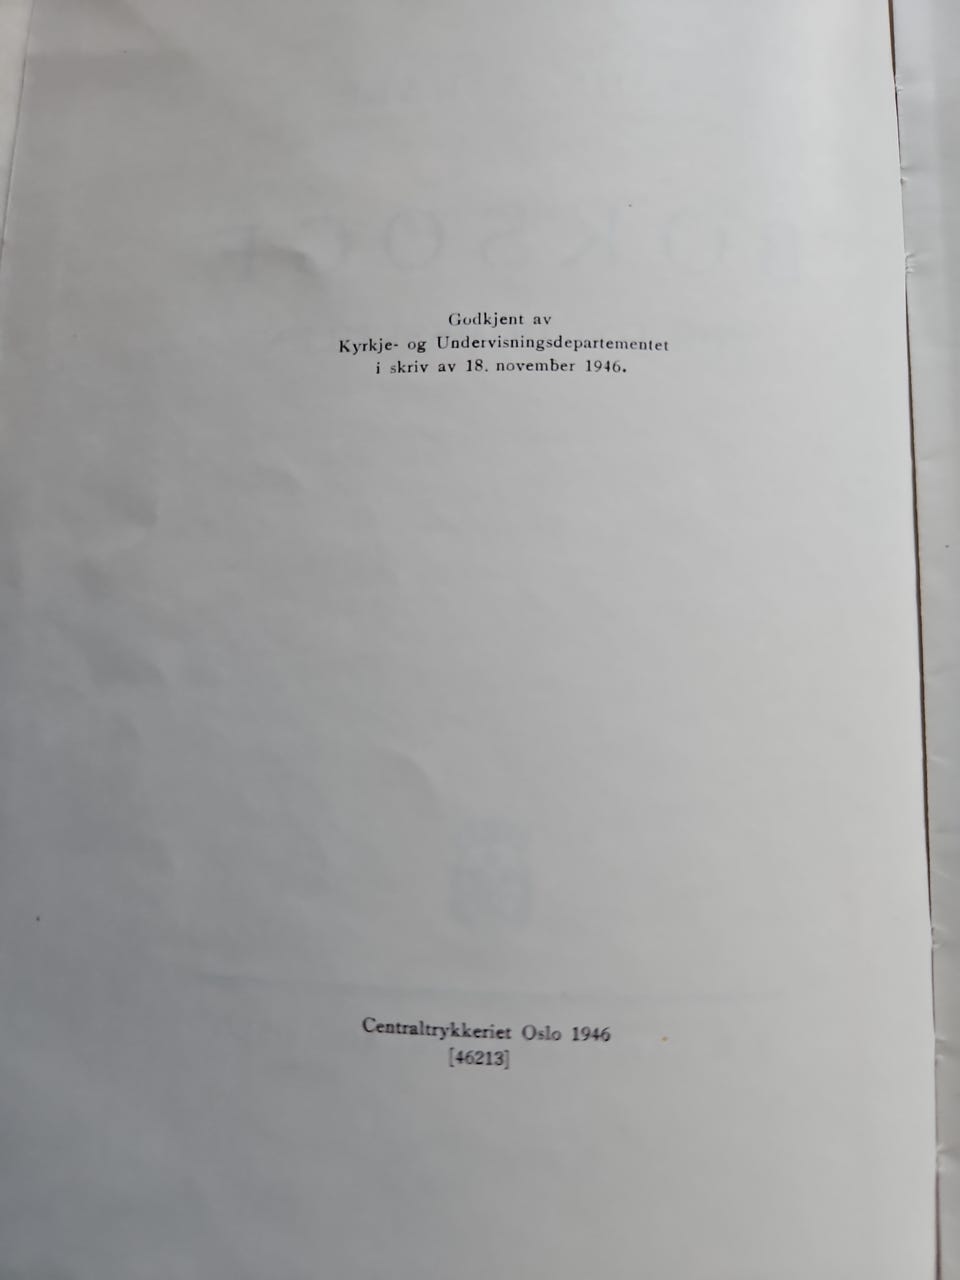 Godkjent av
Kyrkje- og Undervisningsdepartementet
i skriv av 18. november 1946.
Centraltrykkeriet Oslo 1946
[46213]